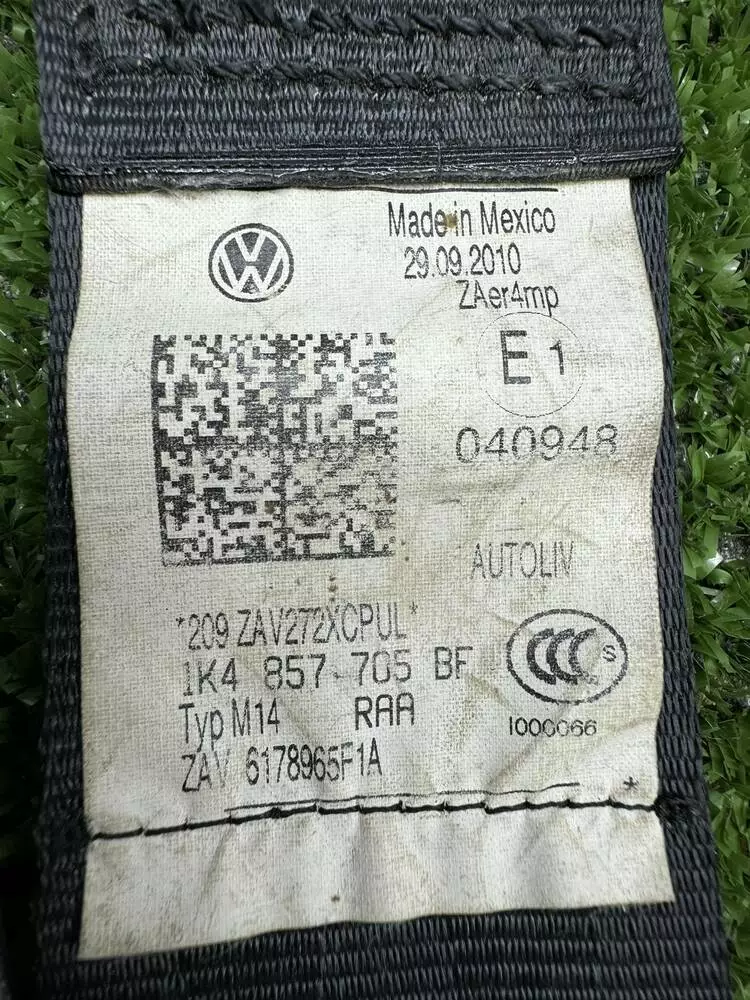 Made in Mexico
29.09.2010
ZAer4mp
E1
040948
AUTOLIV
*209 ZAV272XCPUL*
1K4 857 705 BF
CCC S
Typ M14 RAA
I000066
ZAV 6178965F1A
*